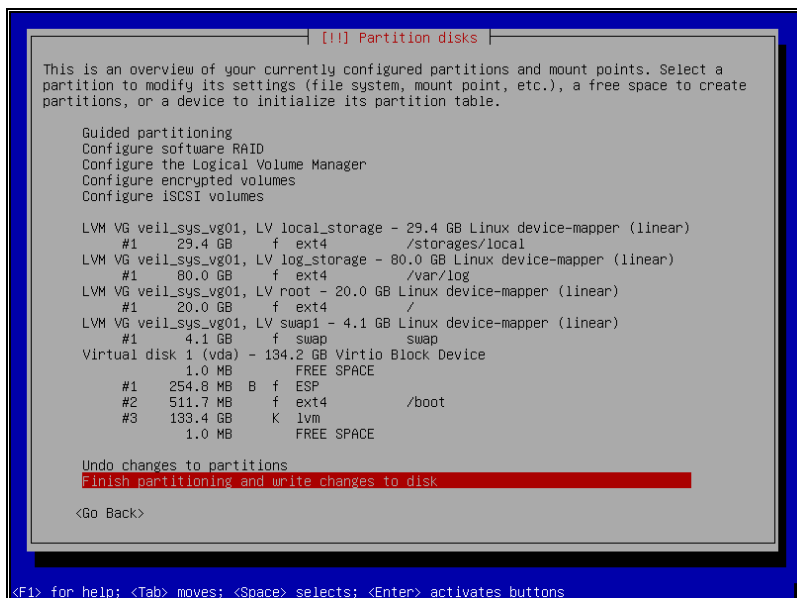 [!!] Partition disks
This is an overview of your currently configured partitions and mount points. Select a
partition to modify its settings (file system, mount point, etc.), a free space to create
partitions, or a device to initialize its partition table.
Guided partitioning
Configure software RAID
Configure the Logical Volume Manager
Configure encrypted volumes
Configure iSCSI volumes
LVM VG veil_sys_vg01, LV local_storage - 29.4 GB Linux device-mapper (linear)
#1 29.4 GB f ext4 /storages/local
LVM VG veil_sys_vg01, LV log_storage - 80.0 GB Linux device-mapper (linear)
#1 80.0 GB f ext4 /var/log
LVM VG veil_sys_vg01, LV root - 20.0 GB Linux device-mapper (linear)
#1 20.0 GB f ext4 /
LVM VG veil_sys_vg01, LV swap1 - 4.1 GB Linux device-mapper (linear)
#1 4.1 GB f swap swap
Virtual disk 1 (vda) - 134.2 GB Virtio Block Device
1.0 MB FREE SPACE
#1 254.8 MB B f ESP
#2 511.7 MB f ext4 /boot
#3 133.4 GB K lvm
1.0 MB FREE SPACE
Undo changes to partitions
Finish partitioning and write changes to disk
<Go Back>
<F1> for help; <Tab> moves; <Space> selects; <Enter> activates buttons